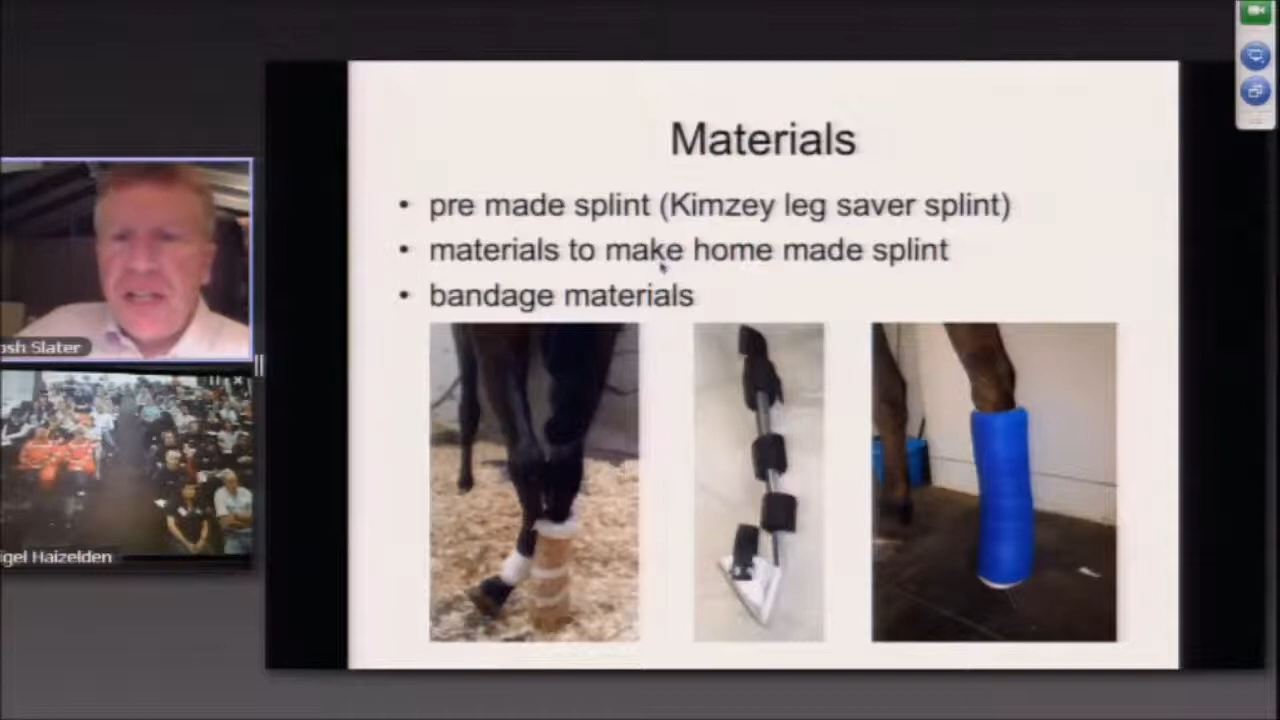 Materials
• pre made splint (Kimzey leg saver splint)
• materials to make home made splint
• bandage materials
osh Slater
igel Haizelden